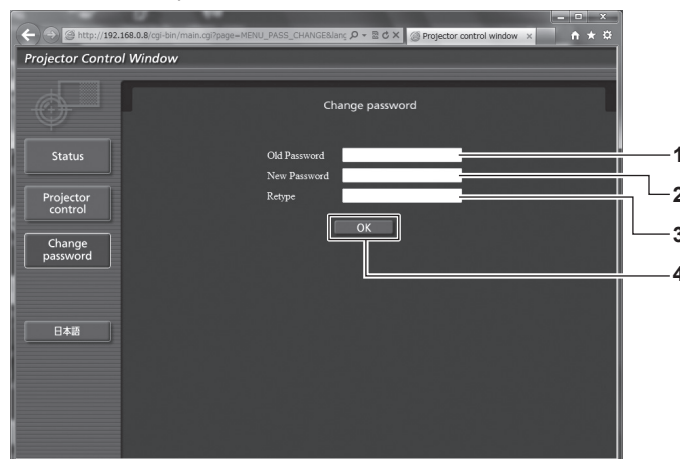 http://192.168.0.8/cgi-bin/main.cgi?page=MENU_PASS_CHANGE&lang
Projector control window
Projector Control Window
Change password
Status
Old Password
1
New Password
2
Projector
control
Retype
3
OK
Change
password
4
日本語